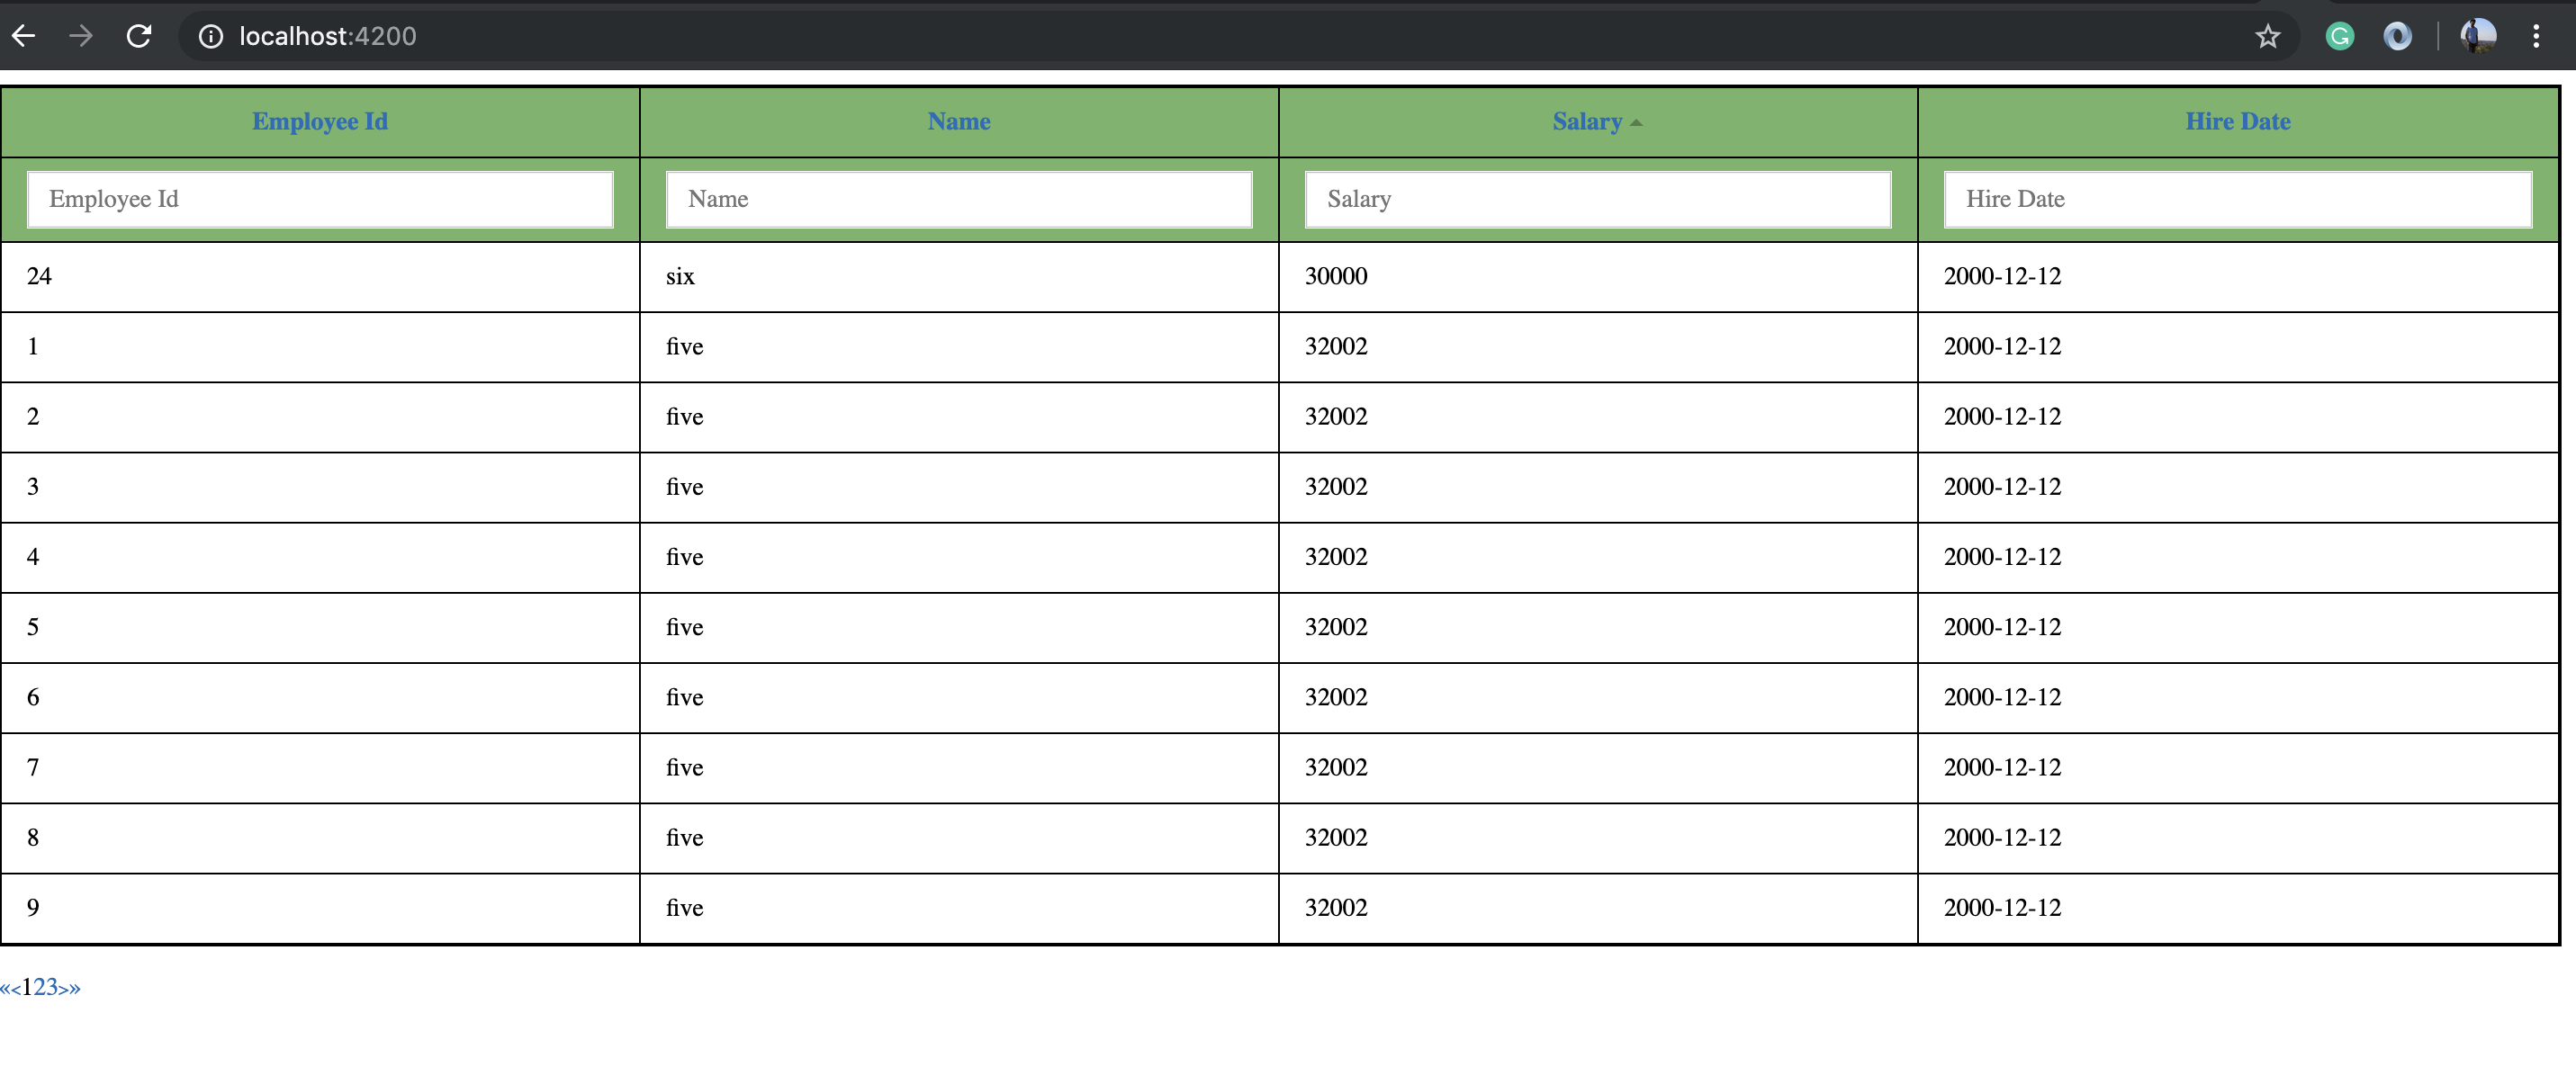 localhost:4200
Employee Id Name Salary Hire Date
Employee Id Name Salary Hire Date
24 six 30000 2000-12-12
1 five 32002 2000-12-12
2 five 32002 2000-12-12
3 five 32002 2000-12-12
4 five 32002 2000-12-12
5 five 32002 2000-12-12
6 five 32002 2000-12-12
7 five 32002 2000-12-12
8 five 32002 2000-12-12
9 five 32002 2000-12-12
«<123>»